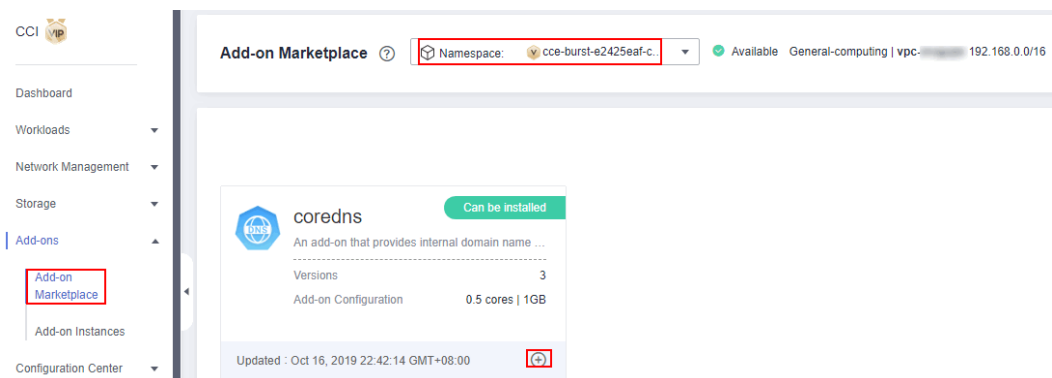 CCI VIP
Dashboard
Workloads
Network Management
Storage
Add-ons
Add-on
Marketplace
Add-on Instances
Configuration Center
Add-on Marketplace ? Namespace: cce-burst-e2425eaf-c... Available General-computing | vpc- 192.168.0.0/16
DNS
coredns
Can be installed
An add-on that provides internal domain name ...
Versions 3
Add-on Configuration 0.5 cores | 1GB
Updated : Oct 16, 2019 22:42:14 GMT+08:00